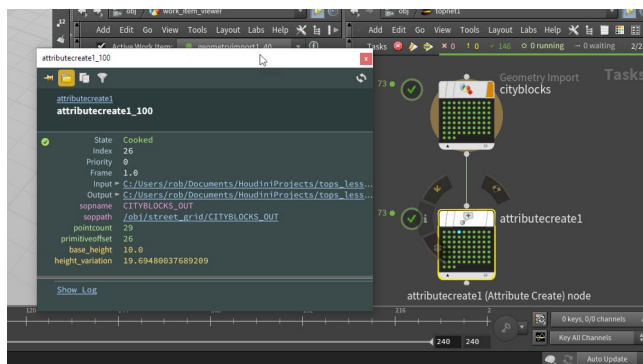 obj
work_item_viewer
obj
topnet1
Add Edit Go View Tools Layout Labs Help
Add Edit Go View Tools Layout Labs Help
Active Work Item: geometryimport1_40
Tasks 0 0 146 0 running 0 waiting
attributecreate1_100
x
attributecreate1
attributecreate1_100
State Cooked
Index 26
Priority 0
Frame 1.0
Input C:/Users/rob/Documents/HoudiniProjects/tops_less...
Output C:/Users/rob/Documents/HoudiniProjects/tops_less...
sopname CITYBLOCKS_OUT
soppath /obj/street_grid/CITYBLOCKS_OUT
pointcount 29
primitiveoffset 26
base_height 10.0
height_variation 19.69480037689209
Show Log
Geometry Import
Tasks
73
cityblocks
73
attributecreate1
attributecreate1 (Attribute Create) node
120
216
240 240
0 keys, 0/0 channels
Key All Channels
Auto Update